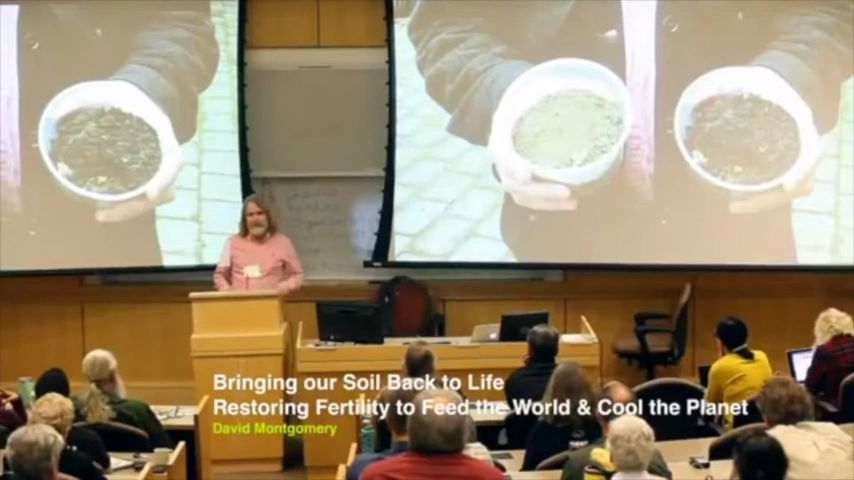 Bringing our Soil Back to Life
Restoring Fertility to Feed the World & Cool the Planet
David Montgomery